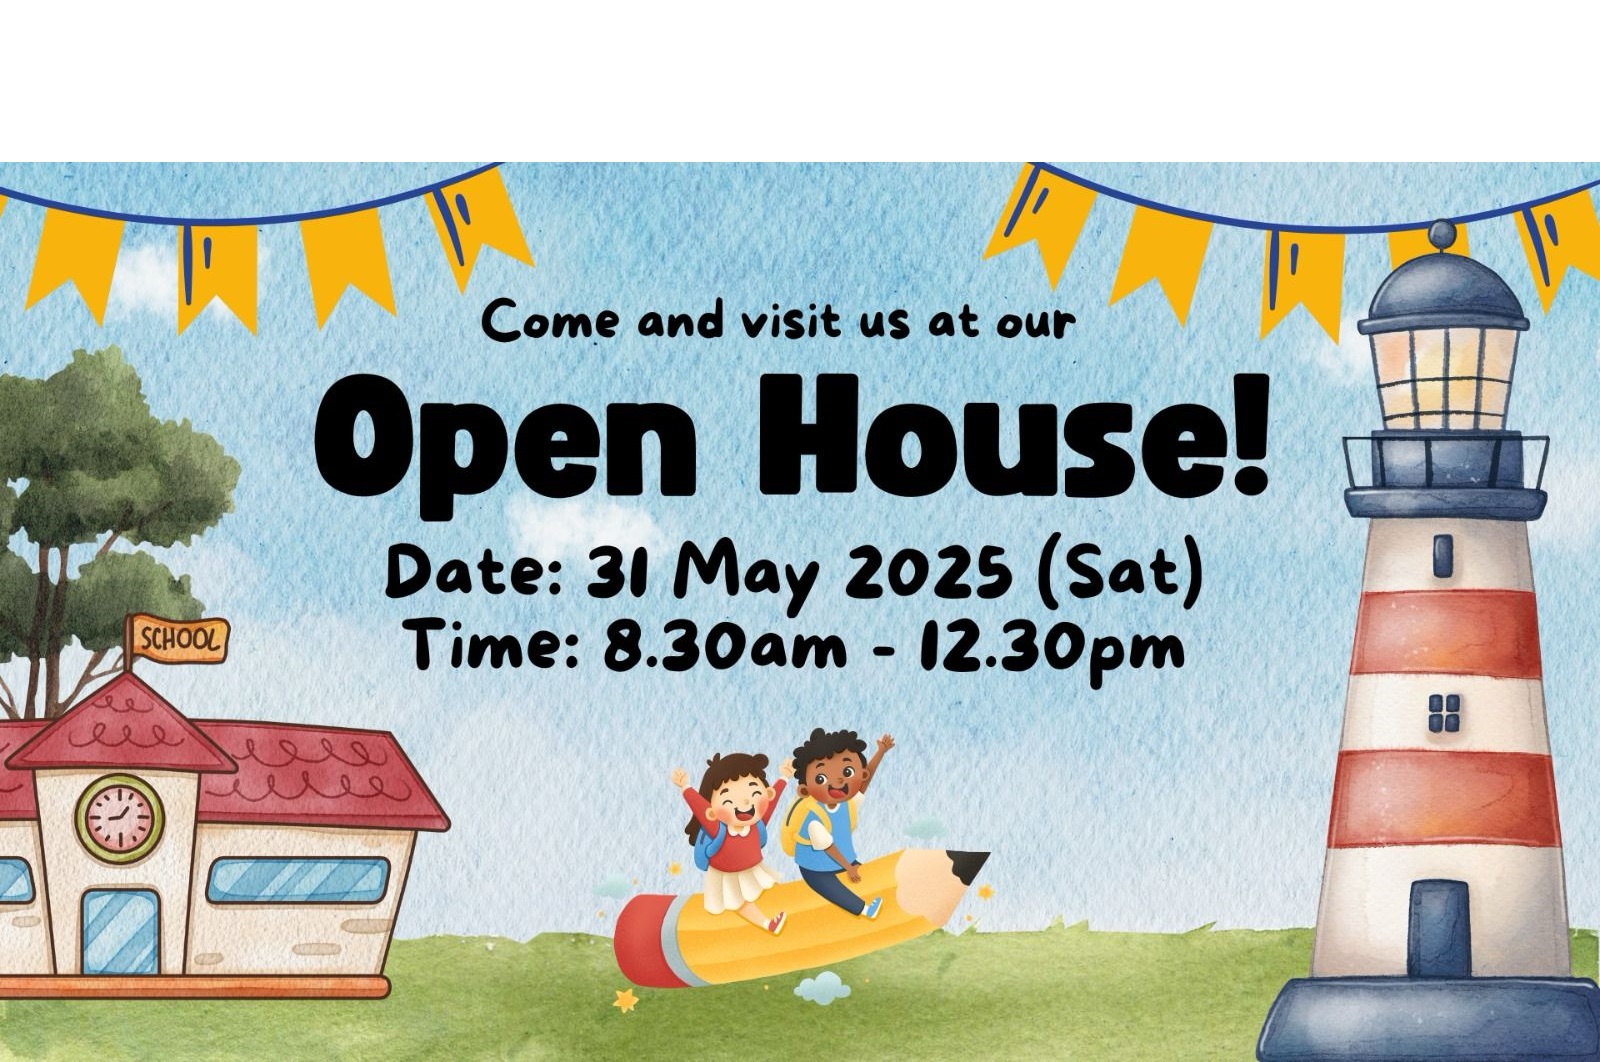 Come and visit us at our
Open House!
Date: 31 May 2025 (Sat)
Time: 8.30am - 12.30pm
SCHOOL